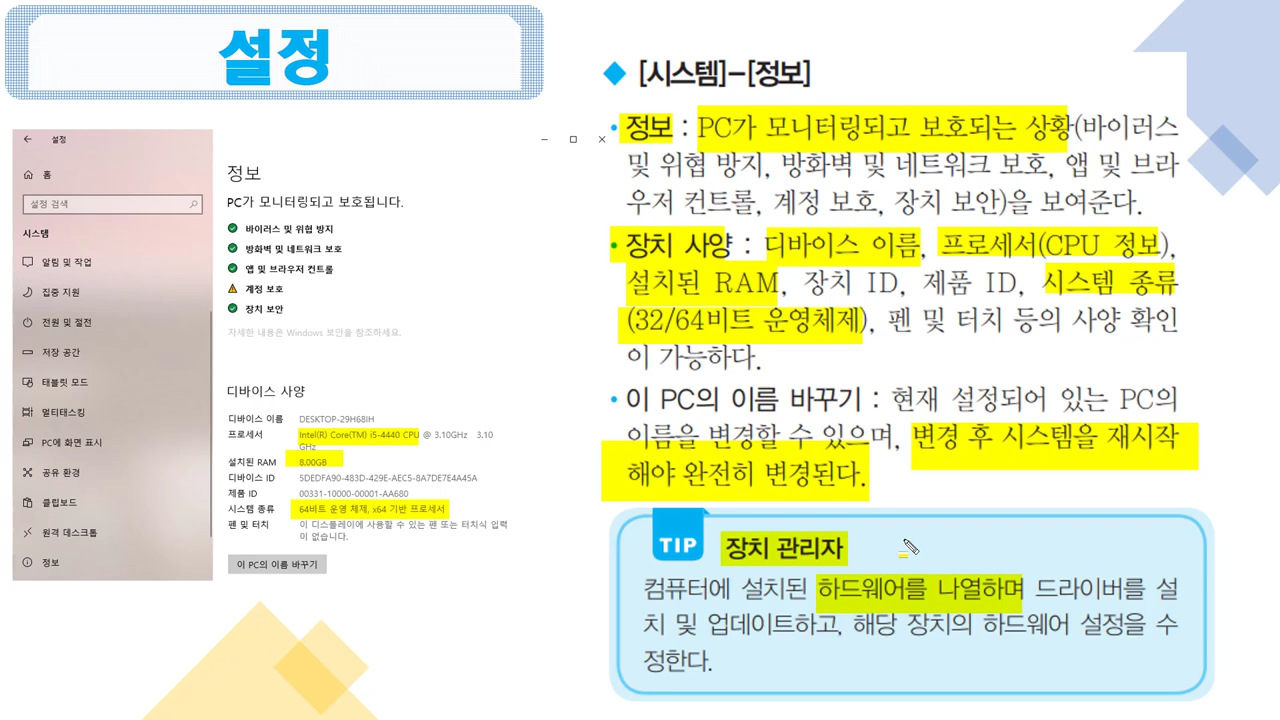 설정
← 설정
홈
설정 검색
시스템
알림 및 작업
집중 지원
전원 및 절전
저장 공간
태블릿 모드
멀티태스킹
PC에 화면 표시
공유 환경
클립보드
원격 데스크톱
정보
정보
PC가 모니터링되고 보호됩니다.
바이러스 및 위협 방지
방화벽 및 네트워크 보호
앱 및 브라우저 컨트롤
계정 보호
장치 보안
자세한 내용은 Windows 보안을 참조하세요.
디바이스 사양
디바이스 이름 DESKTOP-29H68IH
프로세서 Intel(R) Core(TM) i5-4440 CPU @ 3.10GHz 3.10
GHz
설치된 RAM 8.00GB
디바이스 ID 5DEDFA90-483D-429E-AEC5-8A7DE7E4A45A
제품 ID 00331-10000-00001-AA680
시스템 종류 64비트 운영 체제, x64 기반 프로세서
펜 및 터치 이 디스플레이에 사용할 수 있는 펜 또는 터치식 입력
이 없습니다.
이 PC의 이름 바꾸기
◆ [시스템]-[정보]
• 정보 : PC가 모니터링되고 보호되는 상황(바이러스
및 위협 방지, 방화벽 및 네트워크 보호, 앱 및 브라
우저 컨트롤, 계정 보호, 장치 보안)을 보여준다.
• 장치 사양 : 디바이스 이름, 프로세서(CPU 정보),
설치된 RAM, 장치 ID, 제품 ID, 시스템 종류
(32/64비트 운영체제), 펜 및 터치 등의 사양 확인
이 가능하다.
• 이 PC의 이름 바꾸기 : 현재 설정되어 있는 PC의
이름을 변경할 수 있으며, 변경 후 시스템을 재시작
해야 완전히 변경된다.
TIP 장치 관리자
컴퓨터에 설치된 하드웨어를 나열하며 드라이버를 설
치 및 업데이트하고, 해당 장치의 하드웨어 설정을 수
정한다.